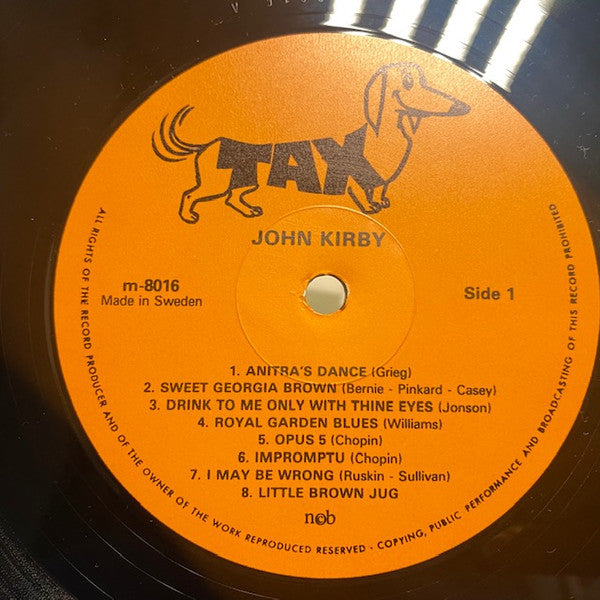 TAX
JOHN KIRBY
m-8016
Made in Sweden
Side 1
1. ANITRA'S DANCE (Grieg)
2. SWEET GEORGIA BROWN (Bernie - Pinkard - Casey)
3. DRINK TO ME ONLY WITH THINE EYES (Jonson)
4. ROYAL GARDEN BLUES (Williams)
5. OPUS 5 (Chopin)
6. IMPROMPTU (Chopin)
7. I MAY BE WRONG (Ruskin - Sullivan)
8. LITTLE BROWN JUG
ncb
ALL RIGHTS OF THE RECORD PRODUCER AND OF THE OWNER OF THE WORK REPRODUCED RESERVED · COPYING, PUBLIC PERFORMANCE AND BROADCASTING OF THIS RECORD PROHIBITED